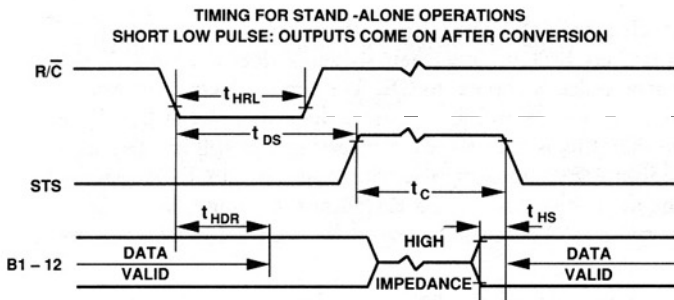 TIMING FOR STAND -ALONE OPERATIONS
SHORT LOW PULSE: OUTPUTS COME ON AFTER CONVERSION
R/C̅
tHRL
tDS
STS
tC
tHDR
HIGH
tHS
B1 – 12
DATA
VALID
IMPEDANCE
DATA
VALID